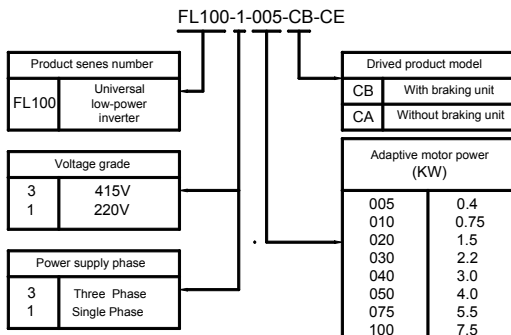 FL100-1-005-CB-CE
Product senes number
FL100 Universal
low-power
inverter
Voltage grade
3 415V
1 220V
Power supply phase
3 Three Phase
1 Single Phase
Drived product model
CB With braking unit
CA Without braking unit
Adaptive motor power
(KW)
005 0.4
010 0.75
020 1.5
030 2.2
040 3.0
050 4.0
075 5.5
100 7.5